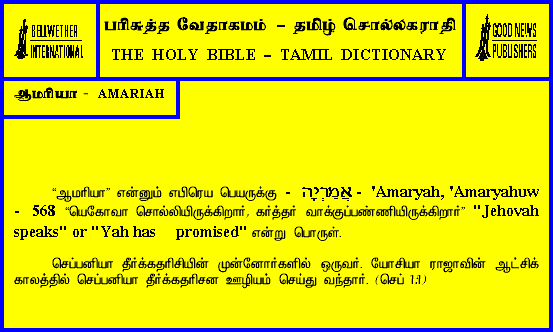 BELLWETHER
INTERNATIONAL
பரிசுத்த வேதாகமம் – தமிழ் சொல்லகராதி
THE HOLY BIBLE – TAMIL DICTIONARY
GOOD NEWS
PUBLISHERS
ஆமரியா - AMARIAH
“ஆமரியா” என்னும் எபிரெய பெயருக்கு - אֲמַרְיָה - 'Amaryah, 'Amaryahuw
- 568 “யெகோவா சொல்லியிருக்கிறார், கர்த்தர் வாக்குப்பண்ணியிருக்கிறார்” "Jehovah
speaks" or "Yah has promised" என்று பொருள்.
செப்பனியா தீர்க்கதரிசியின் முன்னோர்களில் ஒருவர். யோசியா ராஜாவின் ஆட்சிக்
காலத்தில் செப்பனியா தீர்க்கதரிசன ஊழியம் செய்து வந்தார். (செப் 1:1)